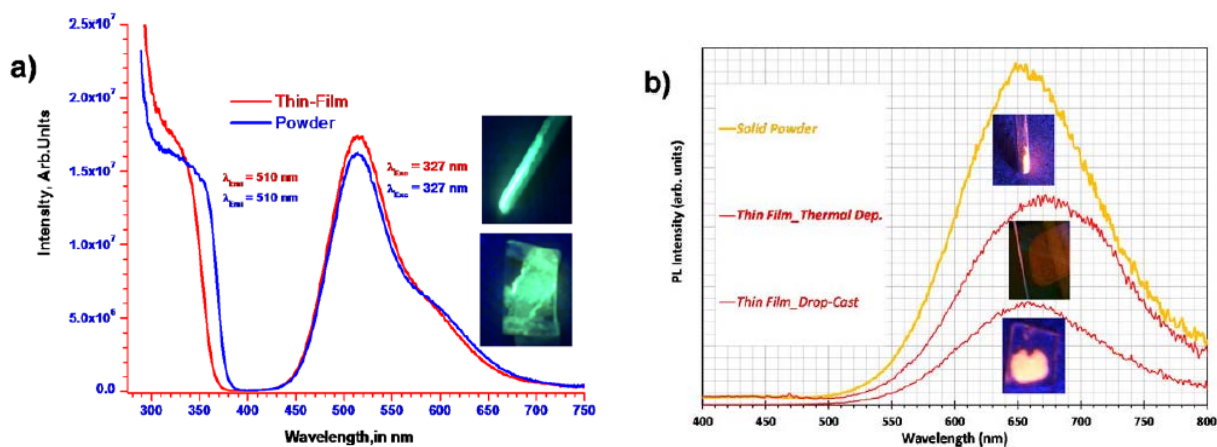 a)
2.5x10⁷
2.0x10⁷
1.5x10⁷
1.0x10⁷
5.0x10⁶
0.0
Intensity, Arb.Units
Thin-Film
Powder
λEmi = 510 nm
λEmi = 510 nm
λExc = 327 nm
λExc = 327 nm
300 350 400 450 500 550 600 650 700 750
Wavelength,in nm
b)
PL Intensity (arb. units)
Solid Powder
Thin Film_Thermal Dep.
Thin Film_Drop-Cast
400 450 500 550 600 650 700 750 800
Wavelength (nm)